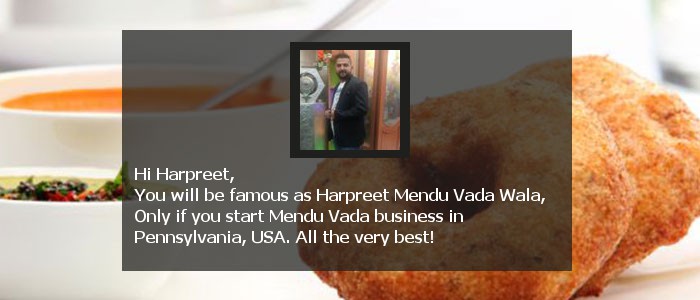 Hi Harpreet,
You will be famous as Harpreet Mendu Vada Wala,
Only if you start Mendu Vada business in
Pennsylvania, USA. All the very best!